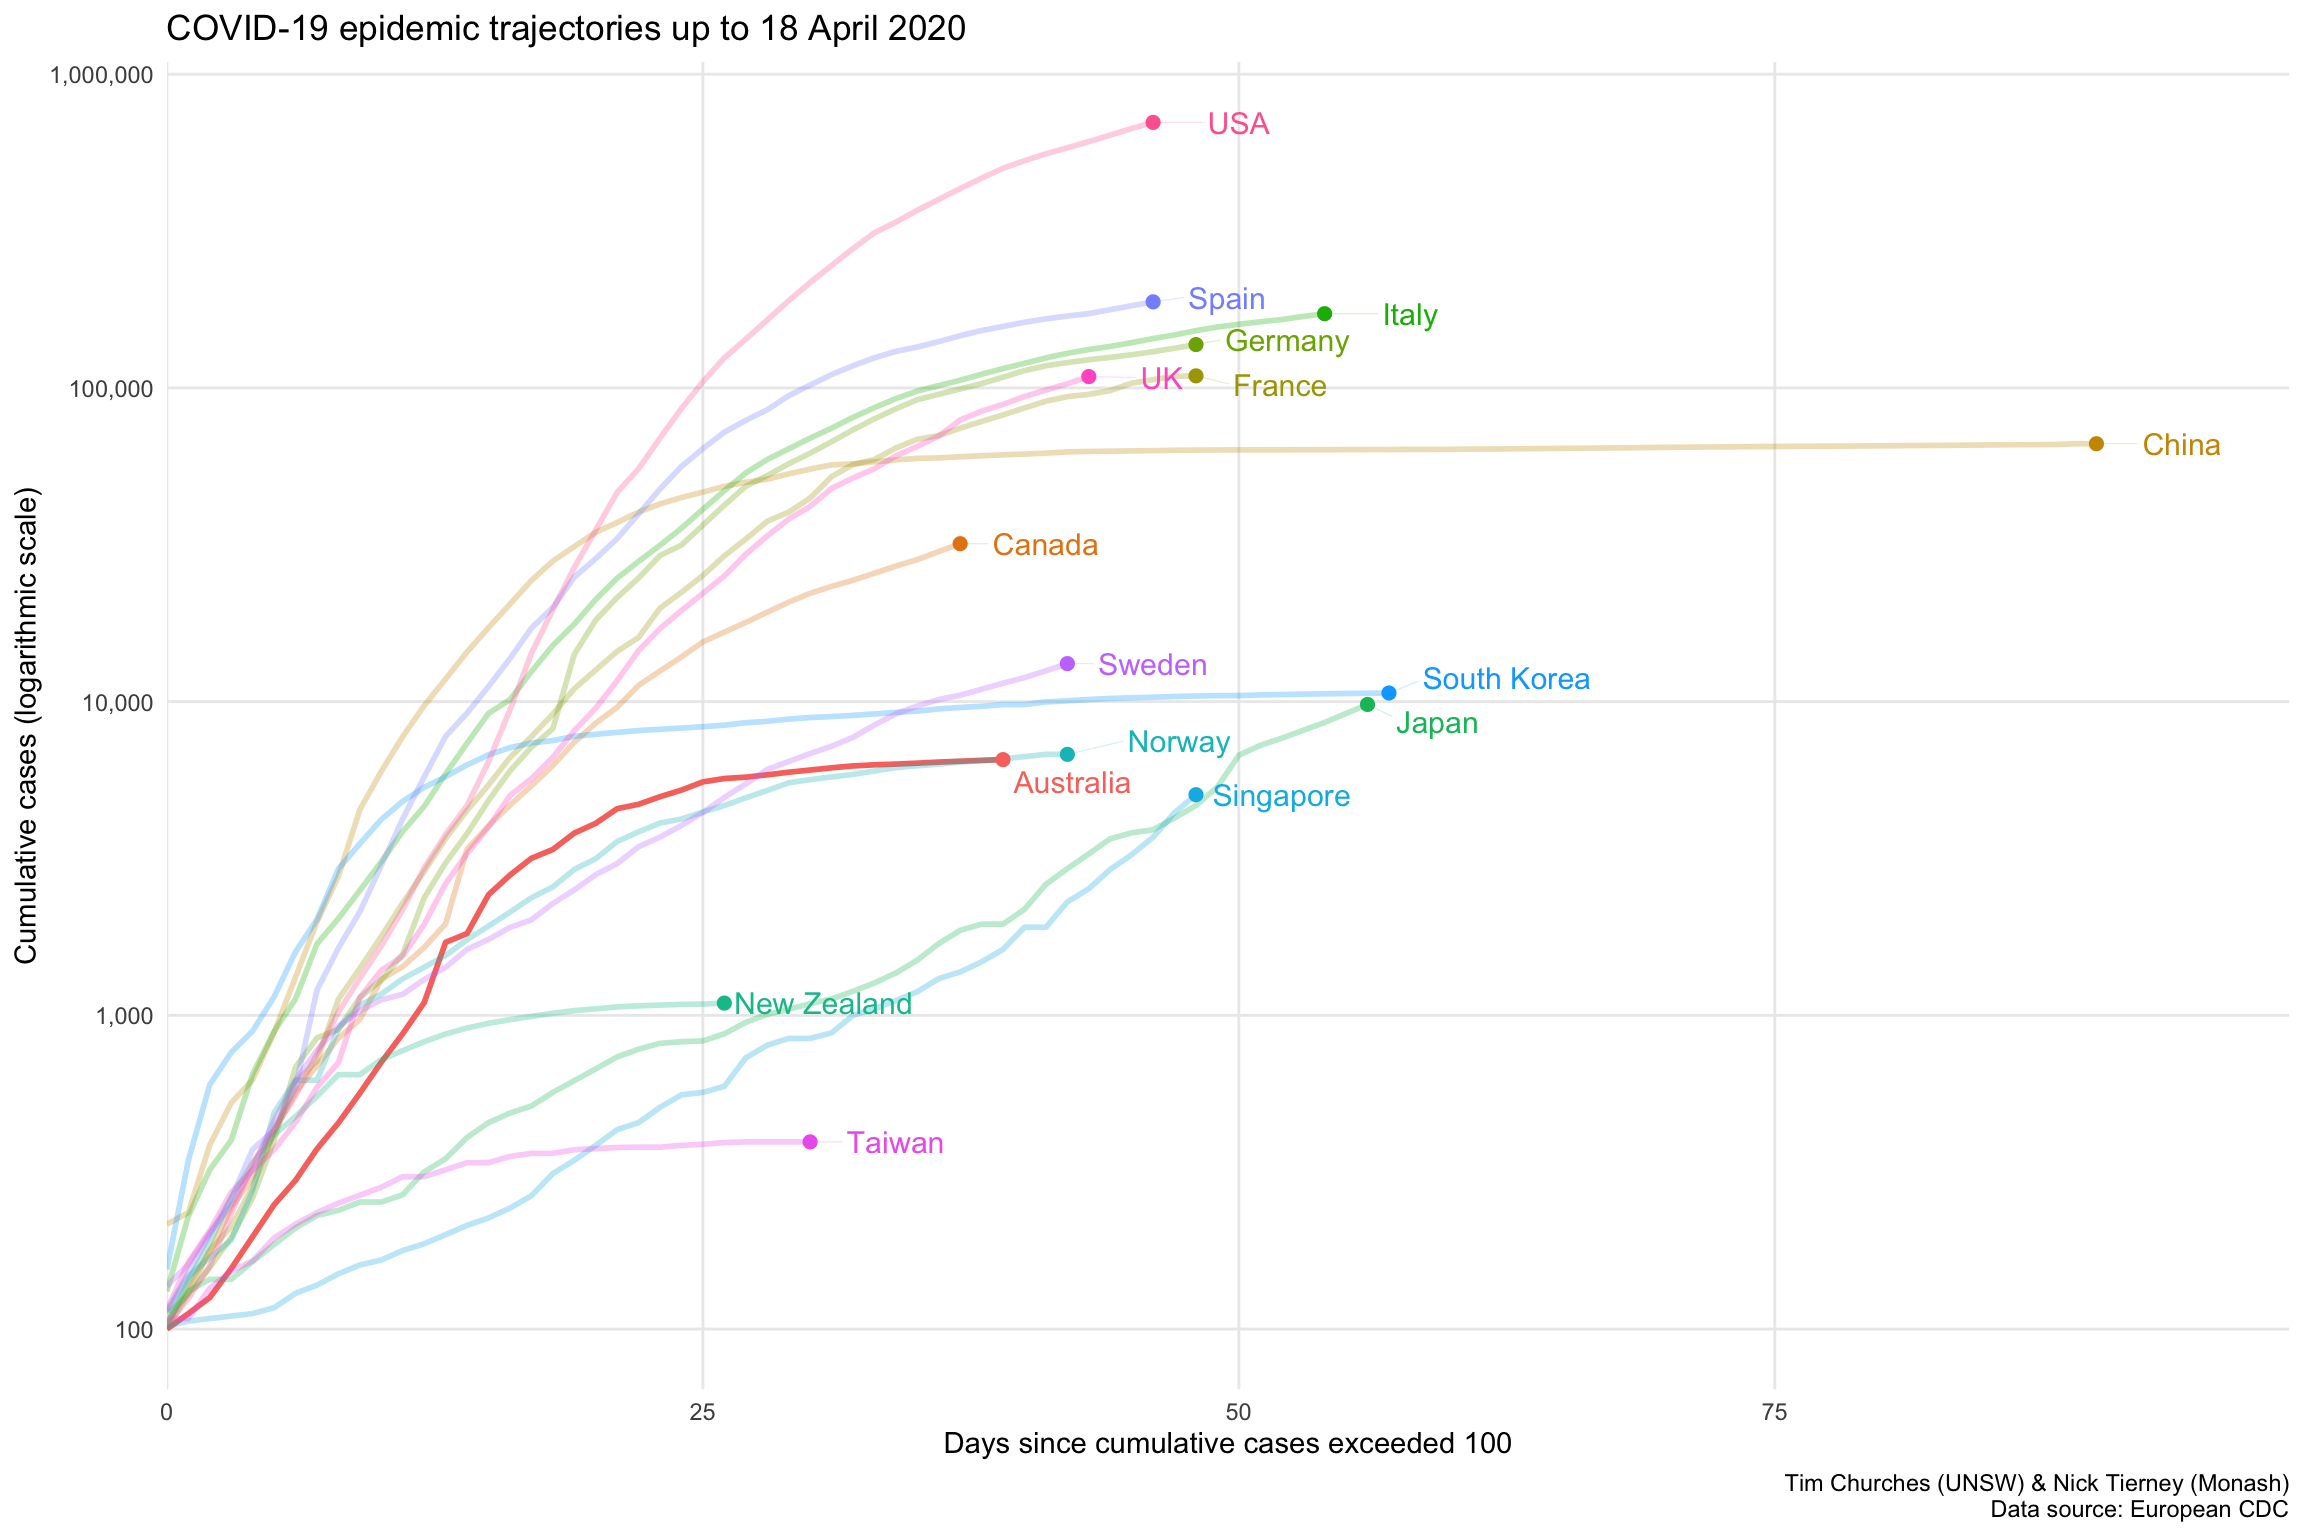 COVID-19 epidemic trajectories up to 18 April 2020
1,000,000
USA
Spain
Italy
Germany
UK
France
100,000
China
Canada
Sweden
South Korea
10,000
Japan
Norway
Australia
Singapore
New Zealand
1,000
Taiwan
100
Cumulative cases (logarithmic scale)
0 25 50 75
Days since cumulative cases exceeded 100
Tim Churches (UNSW) & Nick Tierney (Monash)
Data source: European CDC